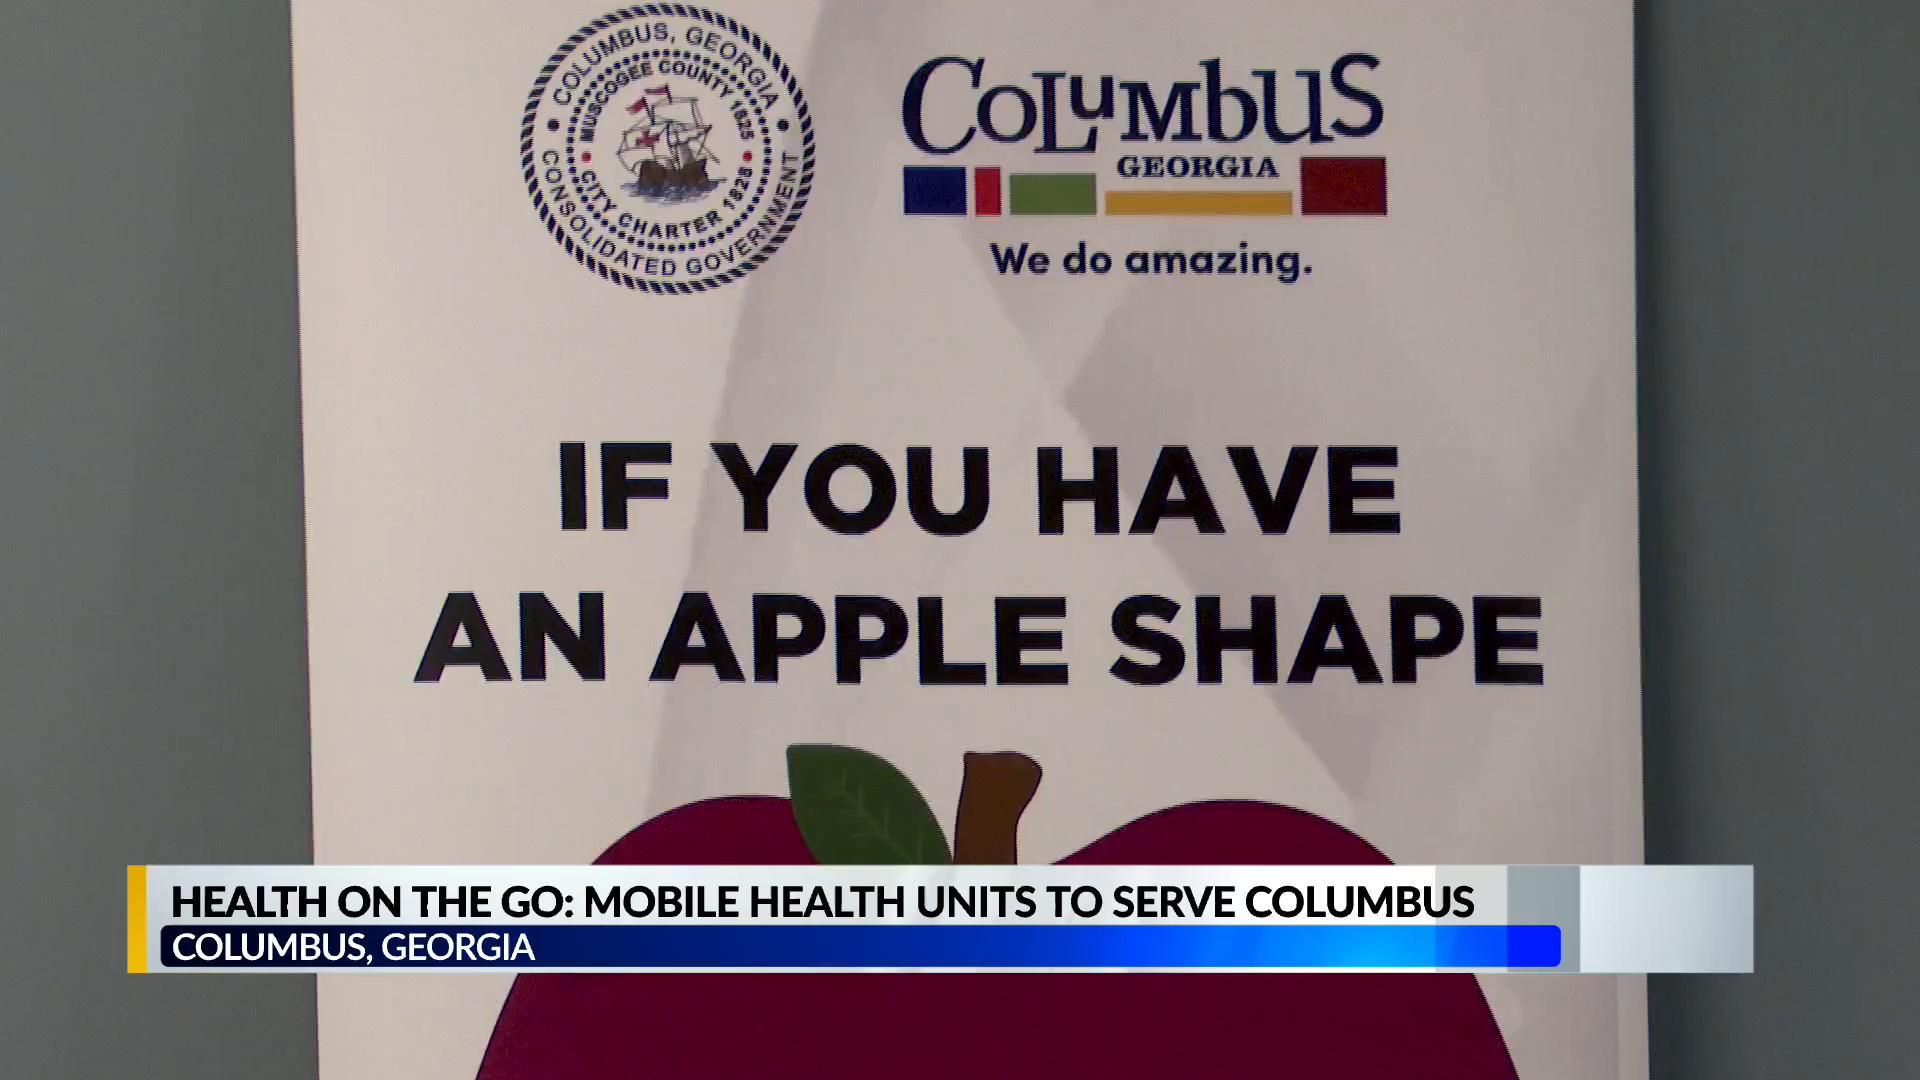 COLUMBUS, GEORGIA
MUSCOGEE COUNTY 1825
CITY CHARTER 1828
CONSOLIDATED GOVERNMENT
COLUMBUS
GEORGIA
We do amazing.
IF YOU HAVE
AN APPLE SHAPE
HEALTH ON THE GO: MOBILE HEALTH UNITS TO SERVE COLUMBUS
COLUMBUS, GEORGIA